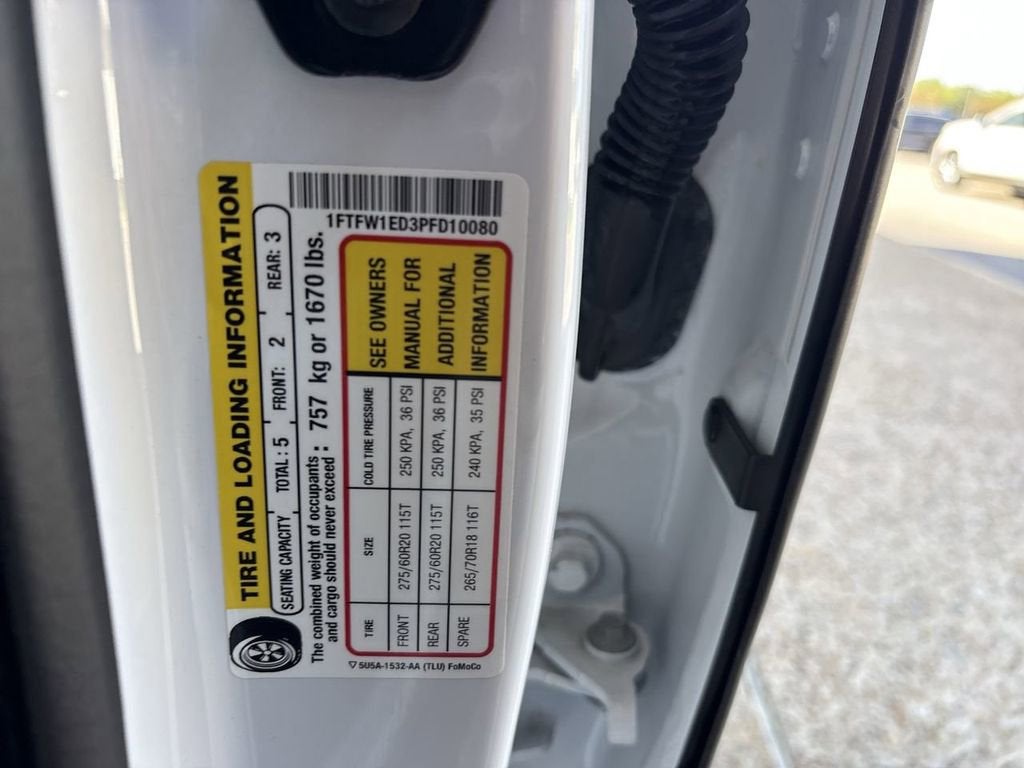 1FTFW1ED3PFD10080
TIRE AND LOADING INFORMATION
SEATING CAPACITY TOTAL: 5 FRONT: 2 REAR: 3
The combined weight of occupants
and cargo should never exceed : 757 kg or 1670 lbs.
TIRE SIZE COLD TIRE PRESSURE
FRONT 275/60R20 115T 250 KPA, 36 PSI
REAR 275/60R20 115T 250 KPA, 36 PSI
SPARE 265/70R18 116T 240 KPA, 35 PSI
SEE OWNERS
MANUAL FOR
ADDITIONAL
INFORMATION
5U5A-1532-AA (TLU) FoMoCo